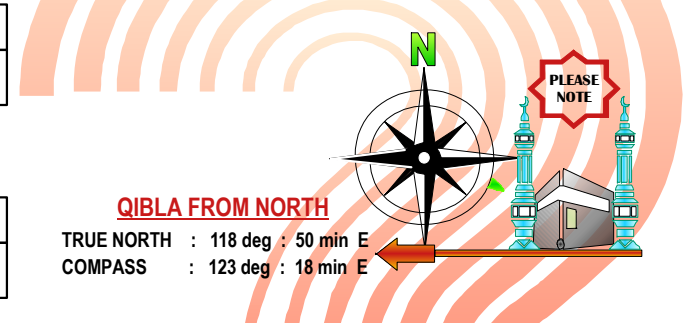 N
PLEASE
NOTE
QIBLA FROM NORTH
TRUE NORTH : 118 deg : 50 min E
COMPASS : 123 deg : 18 min E